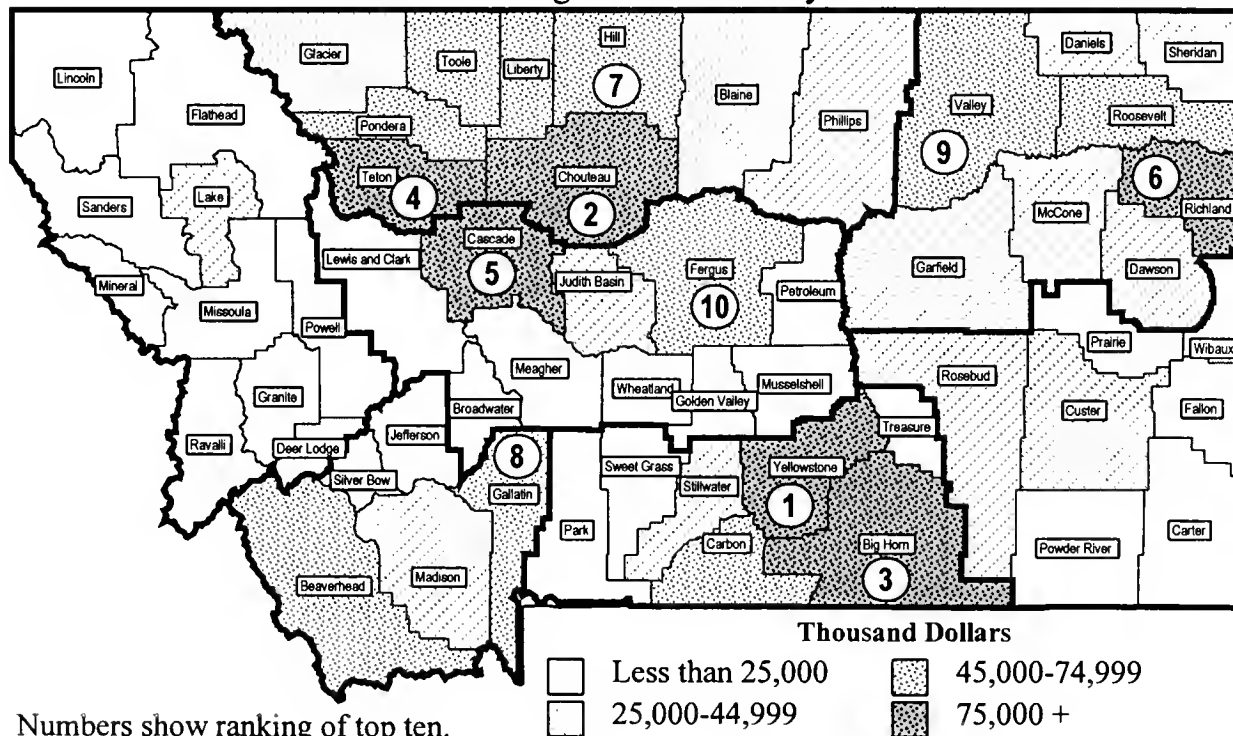 Lincoln
Flathead
Glacier
Toole
Liberty
Hill
7
Blaine
Phillips
Valley
9
Daniels
Sheridan
Roosevelt
Pondera
Teton
4
Chouteau
2
Sanders
Lake
McCone
6
Richland
Lewis and Clark
Cascade
5
Judith Basin
Fergus
10
Petroleum
Garfield
Dawson
Mineral
Missoula
Powell
Meagher
Wheatland
Golden Valley
Musselshell
Rosebud
Prairie
Wibaux
Granite
Broadwater
Jefferson
Deer Lodge
Ravalli
Silver Bow
8
Gallatin
Sweet Grass
Stillwater
Yellowstone
1
Treasure
Custer
Fallon
Park
Carbon
Big Horn
3
Powder River
Carter
Beaverhead
Madison
Thousand Dollars
Less than 25,000
45,000-74,999
25,000-44,999
75,000 +
Numbers show ranking of top ten.